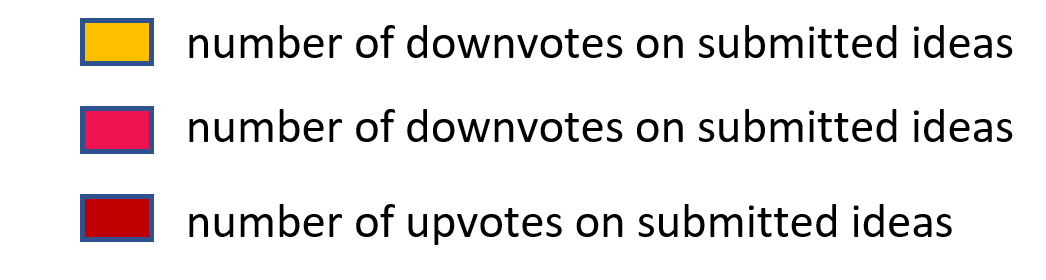 number of downvotes on submitted ideas
number of downvotes on submitted ideas
number of upvotes on submitted ideas